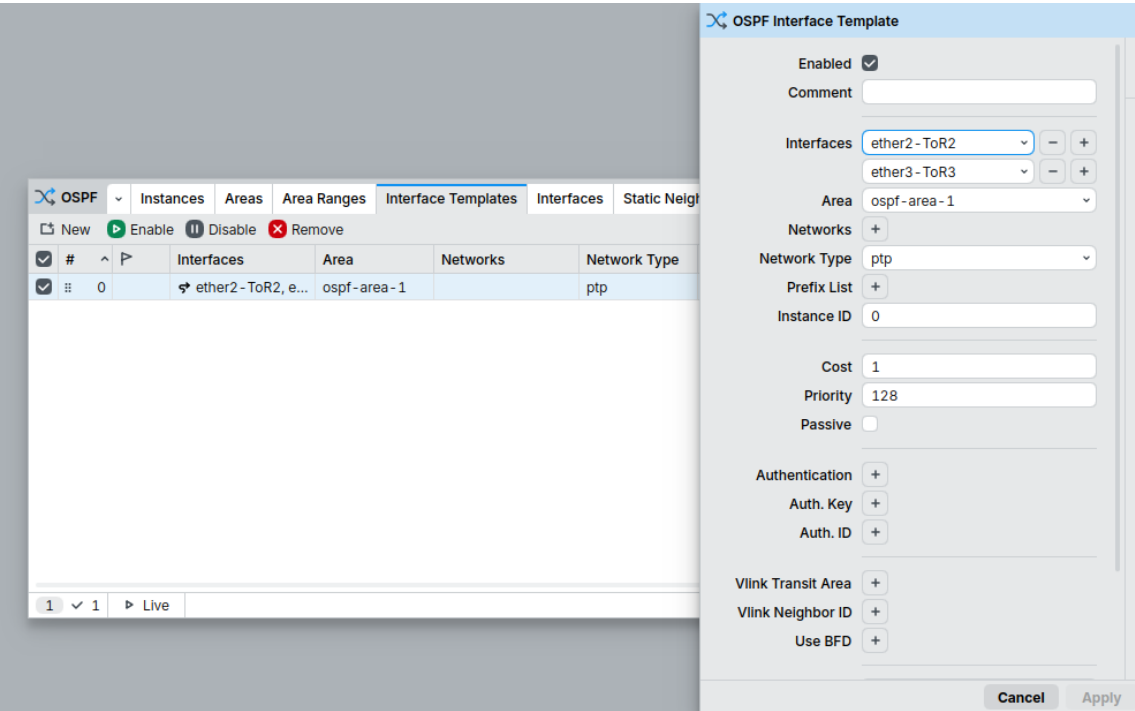 OSPF Interface Template
Enabled
Comment
Interfaces ether2-ToR2 - +
ether3-ToR3 - +
Area ospf-area-1
Networks +
Network Type ptp
Prefix List +
Instance ID 0
Cost 1
Priority 128
Passive
Authentication +
Auth. Key +
Auth. ID +
Vlink Transit Area +
Vlink Neighbor ID +
Use BFD +
Cancel Apply
OSPF Instances Areas Area Ranges Interface Templates Interfaces Static Neigh
New Enable Disable Remove
# Interfaces Area Networks Network Type
0 ether2-ToR2, e... ospf-area-1 ptp
1 1 Live